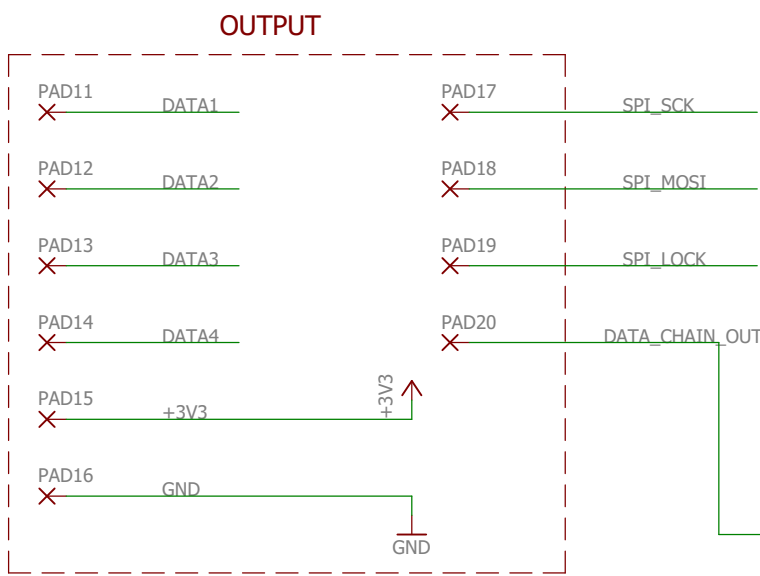 OUTPUT
PAD11
DATA1
PAD17
SPI_SCK
PAD12
DATA2
PAD18
SPI_MOSI
PAD13
DATA3
PAD19
SPI_LOCK
PAD14
DATA4
PAD20
DATA_CHAIN_OUT
PAD15
+3V3
+3V3
PAD16
GND
GND